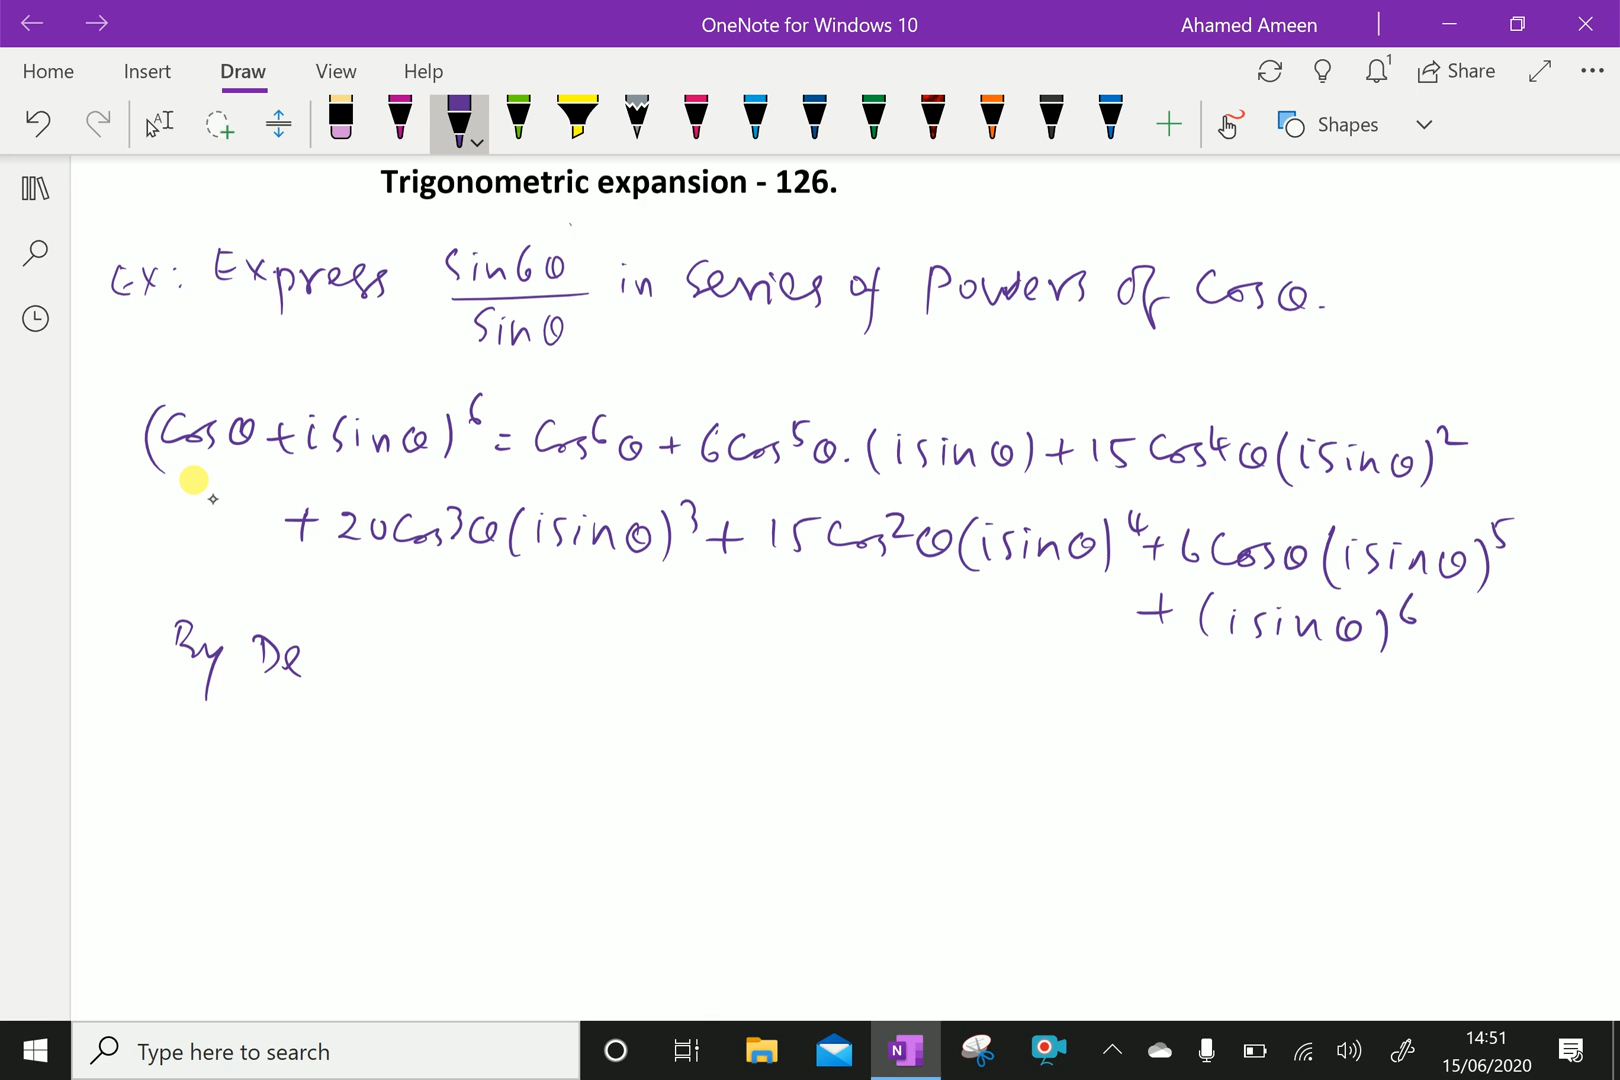 OneNote for Windows 10
Ahamed Ameen
Home Insert Draw View Help
1 Share
Shapes
Trigonometric expansion - 126.
Ex: Express sin6θ/sinθ in series of Powers of cosθ.
(cosθ+isinθ)^6 = cos^6θ + 6cos^5θ.(isinθ) + 15cos^4θ(isinθ)^2
+ 20cos^3θ(isinθ)^3 + 15cos^2θ(isinθ)^4 + 6cosθ(isinθ)^5
+ (isinθ)^6
By De
Type here to search
14:51
15/06/2020